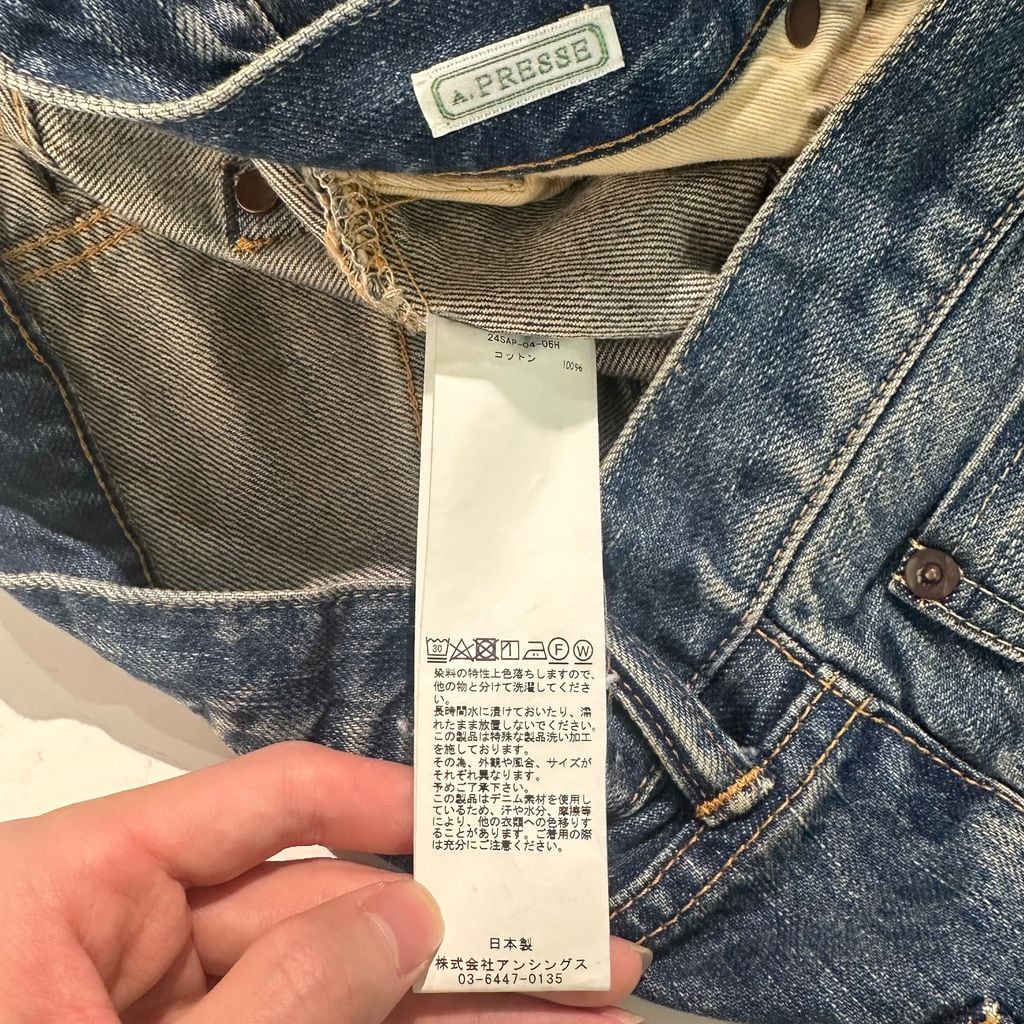 A.PRESSE
24SAP-04-06H
コットン 100%
30 F W
染料の特性上色落ちしますので、
他の物と分けて洗濯してくださ
い。
長時間水に漬けておいたり、濡
れたまま放置しないでください。
この製品は特殊な製品洗い加工
を施しております。
その為、外観や風合、サイズが
それぞれ異なります。
予めご了承下さい。
この製品はデニム素材を使用し
ているため、汗や水分、摩擦等
により、他の衣類への色移りす
ることがあります。ご着用の際
は充分にご注意ください。
日本製
株式会社アンシングス
03-6447-0135